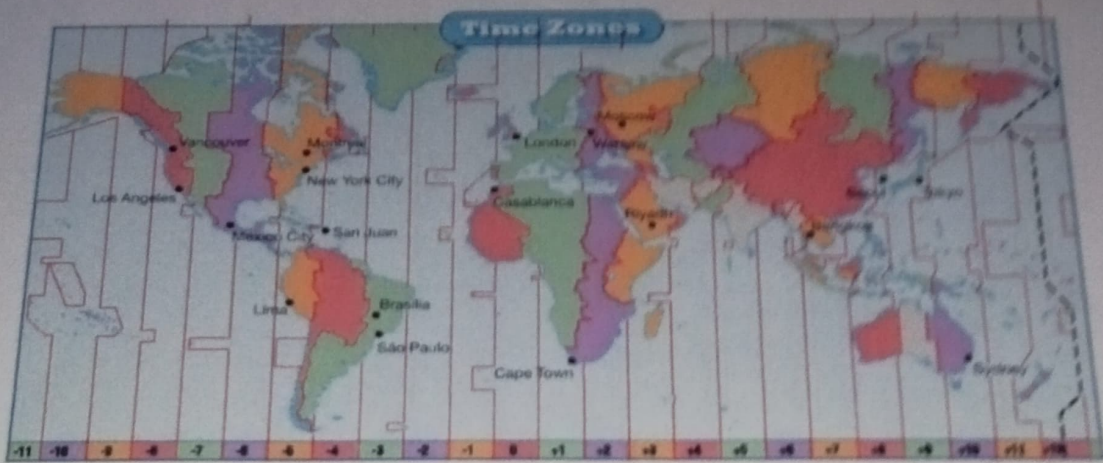 Time Zones
Moscow
Vancouver
Montreal
London
Warsaw
New York City
Los Angeles
Casablanca
Seoul
Tokyo
Riyadh
Mexico City
San Juan
Bangkok
Lima
Brasília
São Paulo
Cape Town
Sydney
-11 -10 -9 -8 -7 -6 -5 -4 -3 -2 -1 0 +1 +2 +3 +4 +5 +6 +7 +8 +9 +10 +11